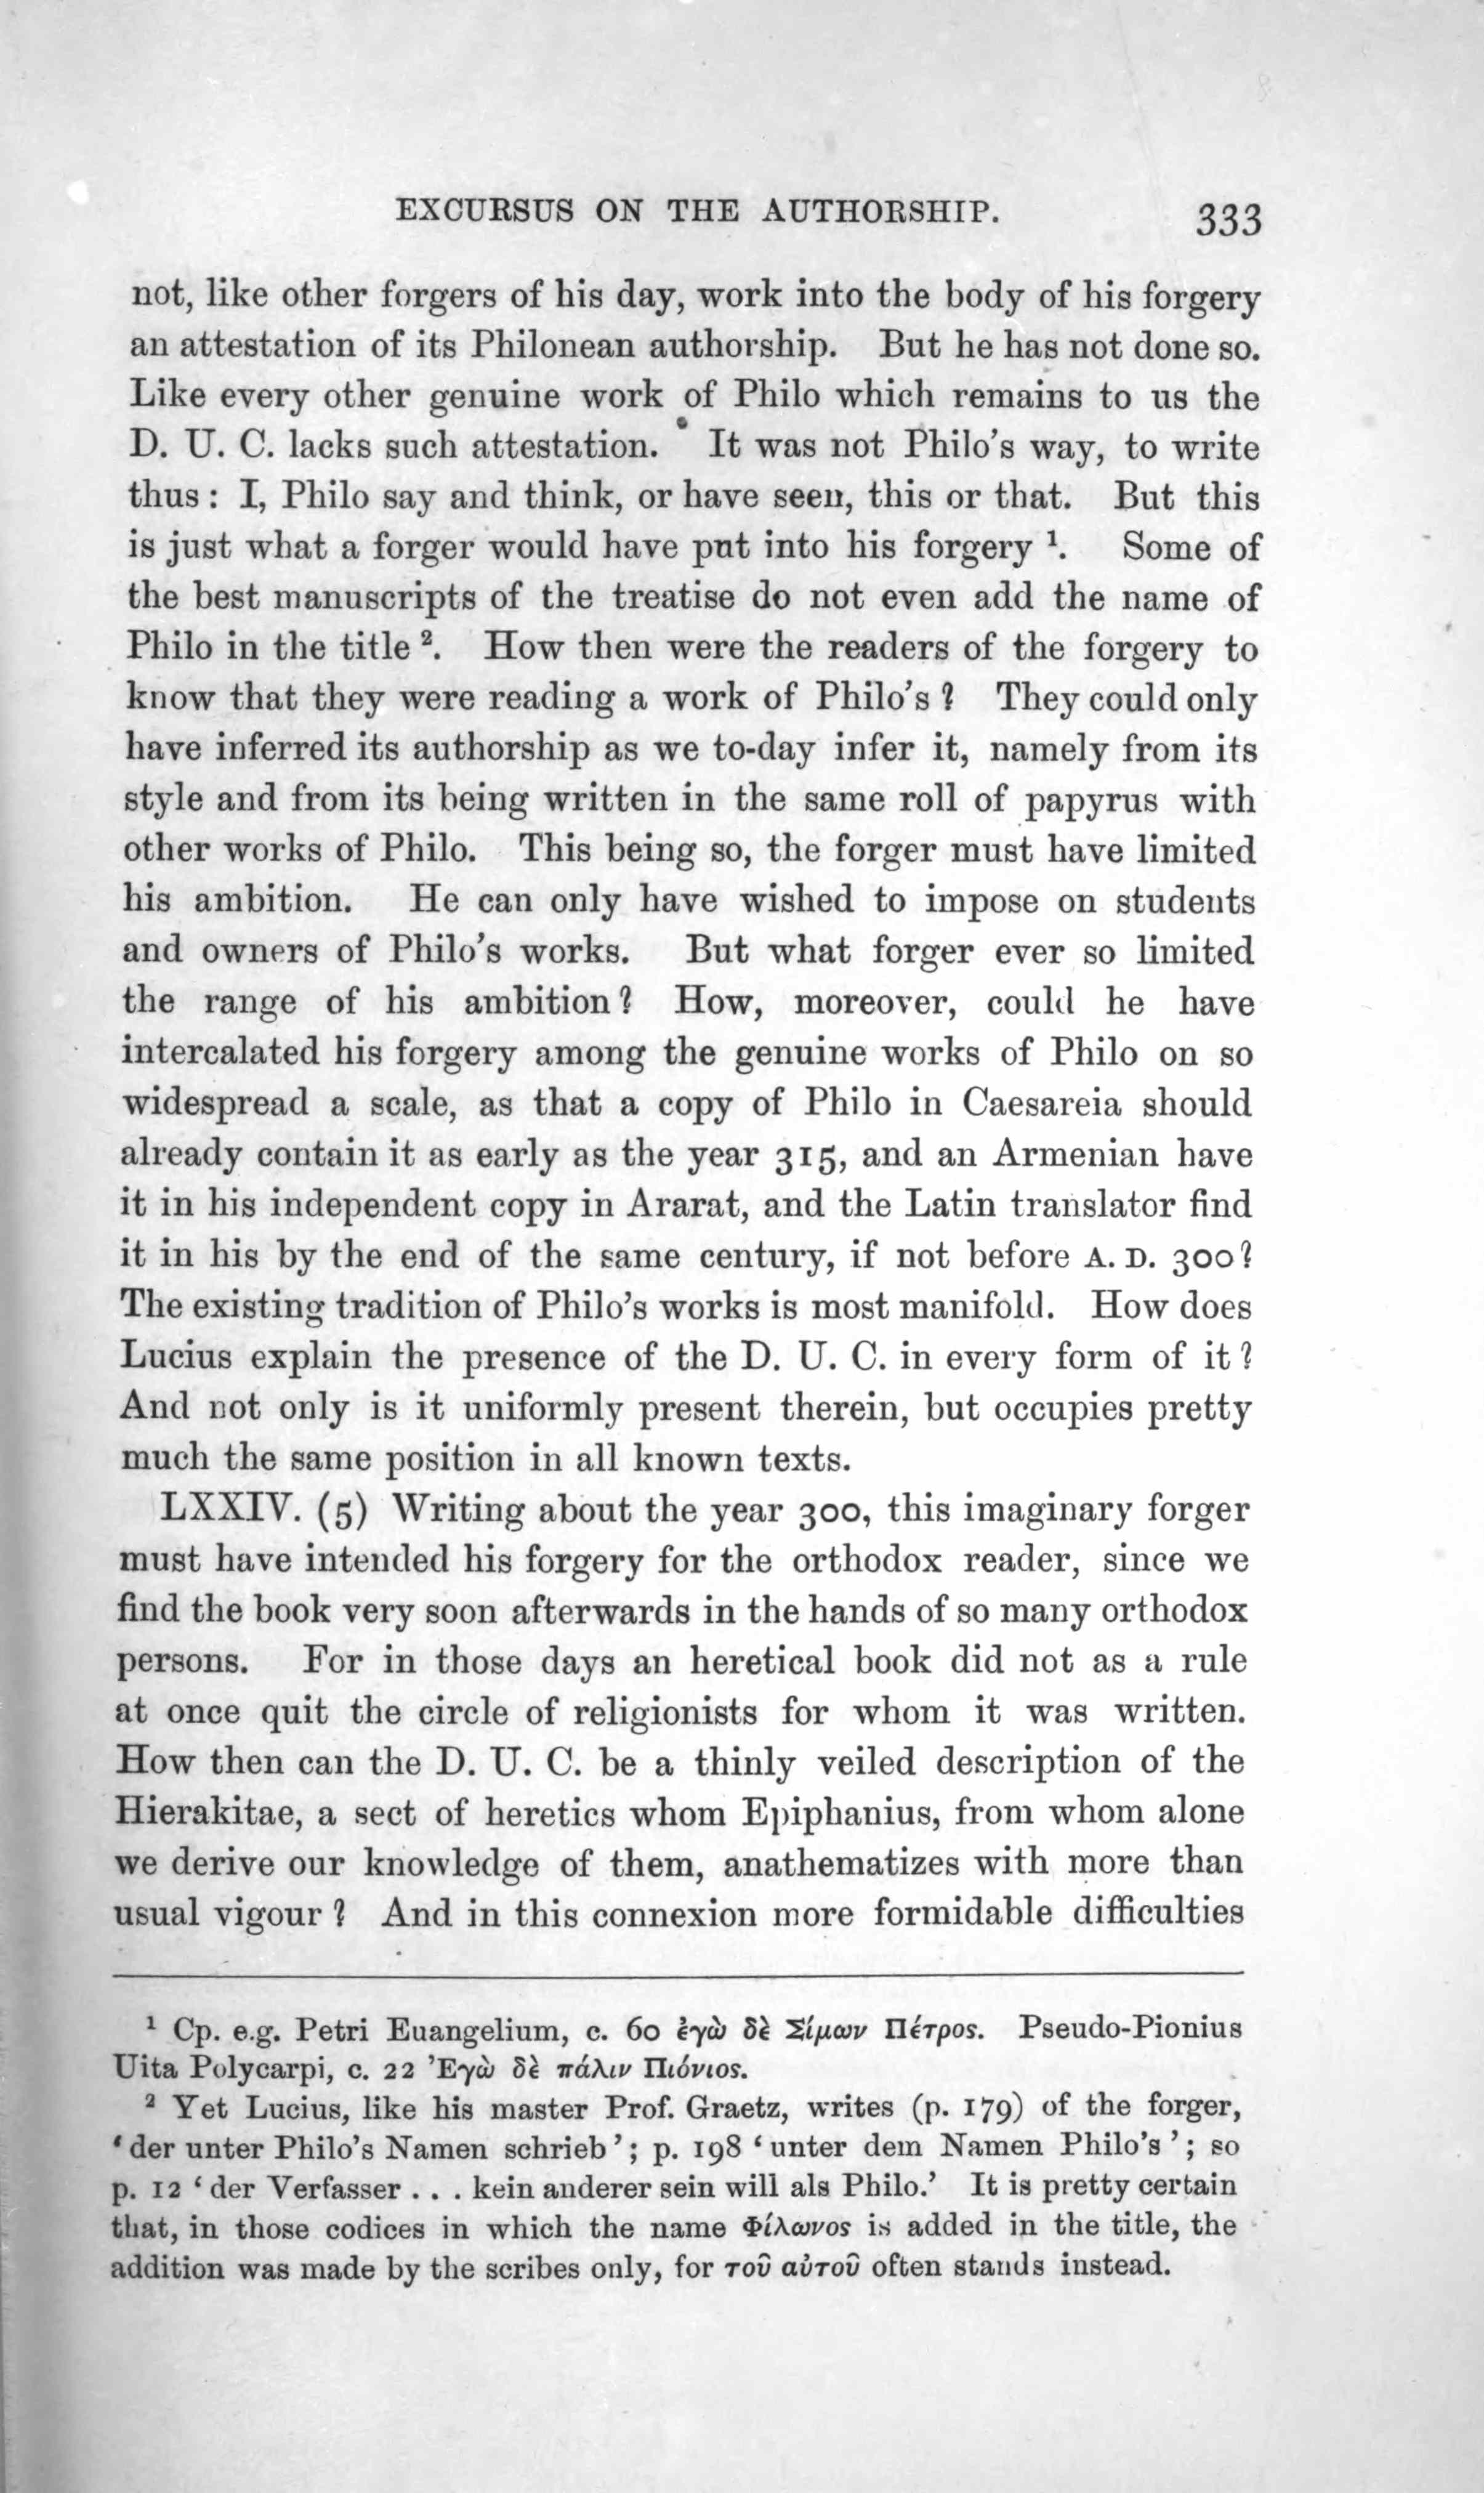 EXCURSUS ON THE AUTHORSHIP. 333
not, like other forgers of his day, work into the body of his forgery
an attestation of its Philonean authorship. But he has not done so.
Like every other genuine work of Philo which remains to us the
D. U. C. lacks such attestation. It was not Philo's way, to write
thus : I, Philo say and think, or have seen, this or that. But this
is just what a forger would have put into his forgery ¹. Some of
the best manuscripts of the treatise do not even add the name of
Philo in the title ². How then were the readers of the forgery to
know that they were reading a work of Philo's ? They could only
have inferred its authorship as we to-day infer it, namely from its
style and from its being written in the same roll of papyrus with
other works of Philo. This being so, the forger must have limited
his ambition. He can only have wished to impose on students
and owners of Philo's works. But what forger ever so limited
the range of his ambition ? How, moreover, could he have
intercalated his forgery among the genuine works of Philo on so
widespread a scale, as that a copy of Philo in Caesareia should
already contain it as early as the year 315, and an Armenian have
it in his independent copy in Ararat, and the Latin translator find
it in his by the end of the same century, if not before A. D. 300 ?
The existing tradition of Philo's works is most manifold. How does
Lucius explain the presence of the D. U. C. in every form of it ?
And not only is it uniformly present therein, but occupies pretty
much the same position in all known texts.
LXXIV. (5) Writing about the year 300, this imaginary forger
must have intended his forgery for the orthodox reader, since we
find the book very soon afterwards in the hands of so many orthodox
persons. For in those days an heretical book did not as a rule
at once quit the circle of religionists for whom it was written.
How then can the D. U. C. be a thinly veiled description of the
Hierakitae, a sect of heretics whom Epiphanius, from whom alone
we derive our knowledge of them, anathematizes with more than
usual vigour ? And in this connexion more formidable difficulties
¹ Cp. e.g. Petri Euangelium, c. 60 ἐγὼ δὲ Σίμων Πέτρος. Pseudo-Pionius
Uita Polycarpi, c. 22 Ἐγὼ δὲ πάλιν Πιόνιος.
² Yet Lucius, like his master Prof. Graetz, writes (p. 179) of the forger,
'der unter Philo's Namen schrieb'; p. 198 'unter dem Namen Philo's'; so
p. 12 'der Verfasser . . . kein anderer sein will als Philo.' It is pretty certain
that, in those codices in which the name Φίλωνος is added in the title, the
addition was made by the scribes only, for τοῦ αὐτοῦ often stands instead.